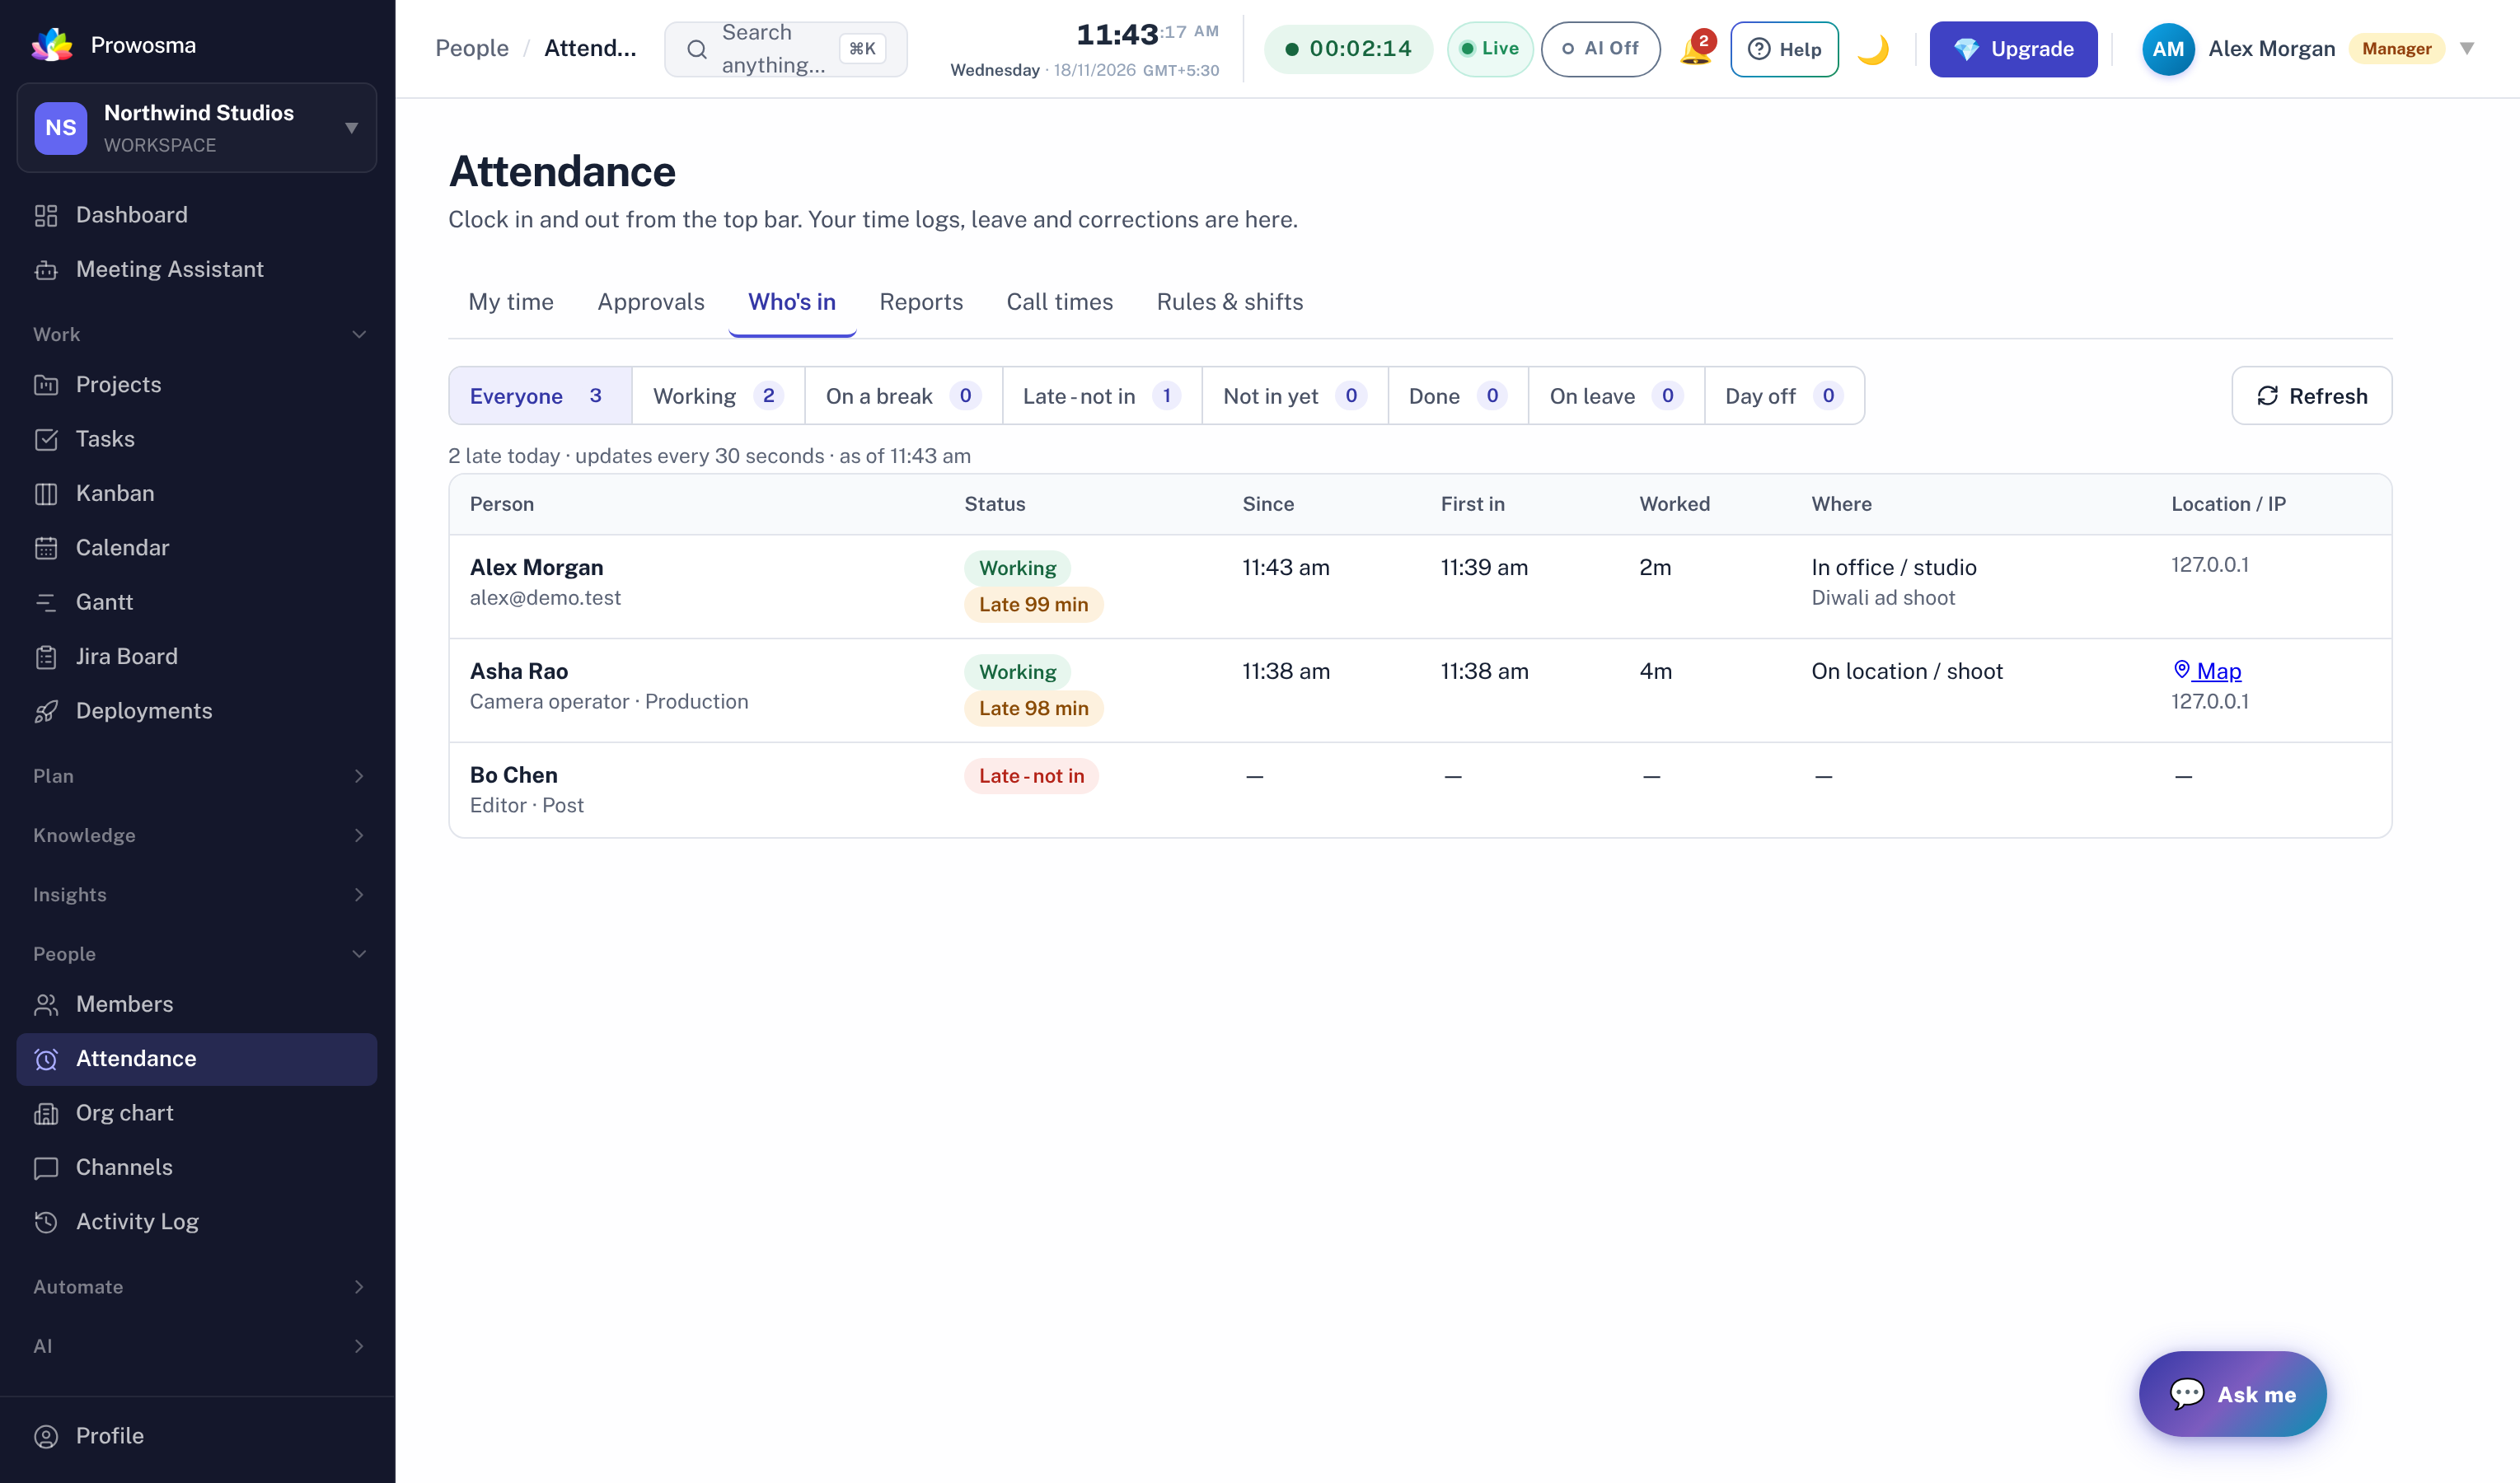 Prowosma
NS
Northwind Studios
WORKSPACE
Dashboard
Meeting Assistant
Work
Projects
Tasks
Kanban
Calendar
Gantt
Jira Board
Deployments
Plan
Knowledge
Insights
People
Members
Attendance
Org chart
Channels
Activity Log
Automate
AI
Profile
People / Attend...
Search anything...
⌘K
11:43:17 AM
Wednesday · 18/11/2026 GMT+5:30
00:02:14
Live
AI Off
2
Help
Upgrade
AM
Alex Morgan
Manager
Attendance
Clock in and out from the top bar. Your time logs, leave and corrections are here.
My time Approvals Who's in Reports Call times Rules & shifts
Everyone 3 Working 2 On a break 0 Late - not in 1 Not in yet 0 Done 0 On leave 0 Day off 0
Refresh
2 late today · updates every 30 seconds · as of 11:43 am
Person Status Since First in Worked Where Location / IP
Alex Morgan Working 11:43 am 11:39 am 2m In office / studio 127.0.0.1
alex@demo.test Late 99 min Diwali ad shoot
Asha Rao Working 11:38 am 11:38 am 4m On location / shoot Map
Camera operator · Production Late 98 min 127.0.0.1
Bo Chen Late - not in — — — — —
Editor · Post
Ask me